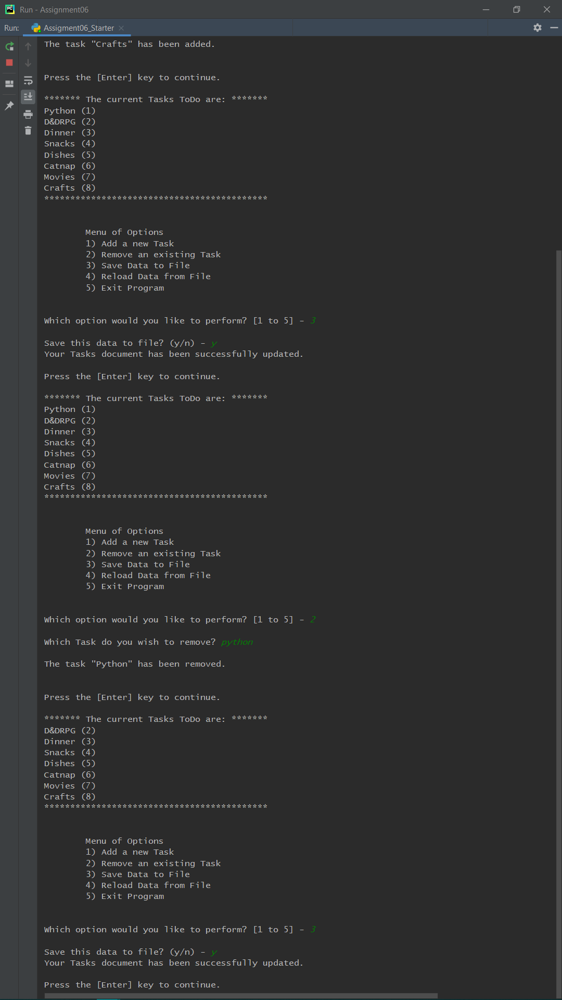 Run - Assignment06
Run: Assigment06_Starter
The task "Crafts" has been added.
Press the [Enter] key to continue.
******* The current Tasks ToDo are: *******
Python (1)
D&DRPG (2)
Dinner (3)
Snacks (4)
Dishes (5)
Catnap (6)
Movies (7)
Crafts (8)
*******************************************
Menu of Options
1) Add a new Task
2) Remove an existing Task
3) Save Data to File
4) Reload Data from File
5) Exit Program
Which option would you like to perform? [1 to 5] - 3
Save this data to file? (y/n) - y
Your Tasks document has been successfully updated.
Press the [Enter] key to continue.
******* The current Tasks ToDo are: *******
Python (1)
D&DRPG (2)
Dinner (3)
Snacks (4)
Dishes (5)
Catnap (6)
Movies (7)
Crafts (8)
*******************************************
Menu of Options
1) Add a new Task
2) Remove an existing Task
3) Save Data to File
4) Reload Data from File
5) Exit Program
Which option would you like to perform? [1 to 5] - 2
Which Task do you wish to remove? python
The task "Python" has been removed.
Press the [Enter] key to continue.
******* The current Tasks ToDo are: *******
D&DRPG (2)
Dinner (3)
Snacks (4)
Dishes (5)
Catnap (6)
Movies (7)
Crafts (8)
*******************************************
Menu of Options
1) Add a new Task
2) Remove an existing Task
3) Save Data to File
4) Reload Data from File
5) Exit Program
Which option would you like to perform? [1 to 5] - 3
Save this data to file? (y/n) - y
Your Tasks document has been successfully updated.
Press the [Enter] key to continue.